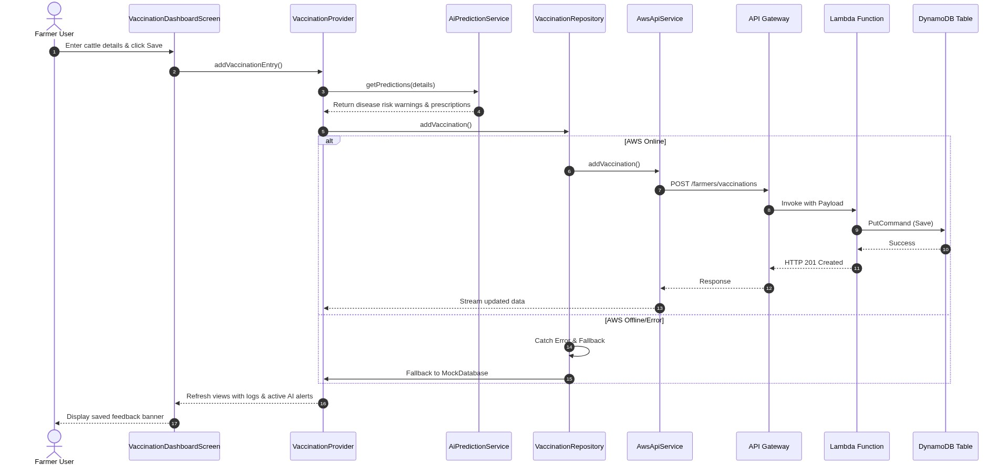 VaccinationDashboardScreen
VaccinationProvider
AiPredictionService
VaccinationRepository
AwsApiService
API Gateway
Lambda Function
DynamoDB Table
Farmer User
1
Enter cattle details & click Save
2
addVaccinationEntry()
3
getPredictions(details)
Return disease risk warnings & prescriptions
4
5
addVaccination()
alt
[AWS Online]
6
addVaccination()
7
POST /farmers/vaccinations
8
Invoke with Payload
9
PutCommand (Save)
Success
10
HTTP 201 Created
11
Response
12
Stream updated data
13
[AWS Offline/Error]
Catch Error & Fallback
14
Fallback to MockDatabase
15
Refresh views with logs & active AI alerts
16
Display saved feedback banner
17
VaccinationDashboardScreen
VaccinationProvider
AiPredictionService
VaccinationRepository
AwsApiService
API Gateway
Lambda Function
DynamoDB Table
Farmer User